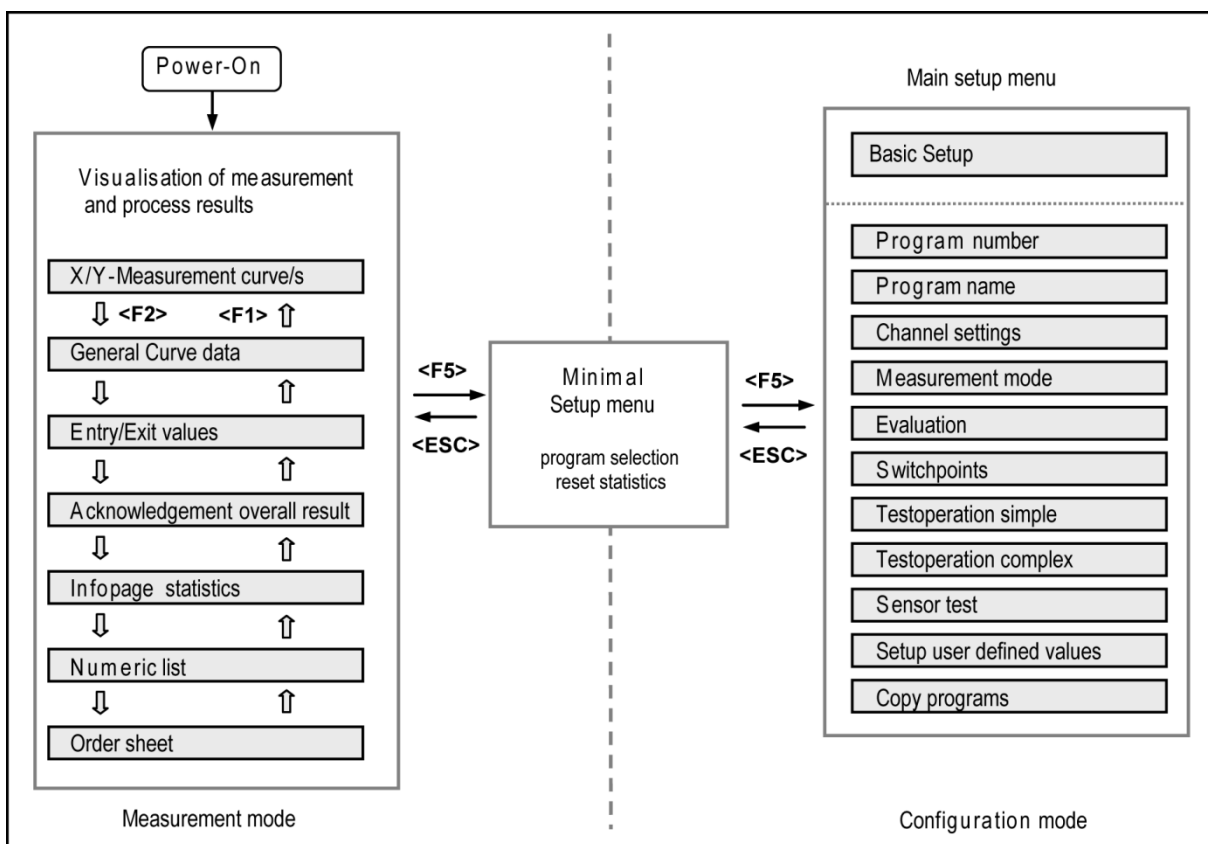 Power-On
Visualisation of measurement
and process results
X/Y-Measurement curve/s
<F2> <F1>
General Curve data
Entry/Exit values
Acknowledgement overall result
Infopage statistics
Numeric list
Order sheet
Measurement mode
<F5>
<ESC>
Minimal
Setup menu
program selection
reset statistics
<F5>
<ESC>
Main setup menu
Basic Setup
Program number
Program name
Channel settings
Measurement mode
Evaluation
Switchpoints
Testoperation simple
Testoperation complex
Sensor test
Setup user defined values
Copy programs
Configuration mode